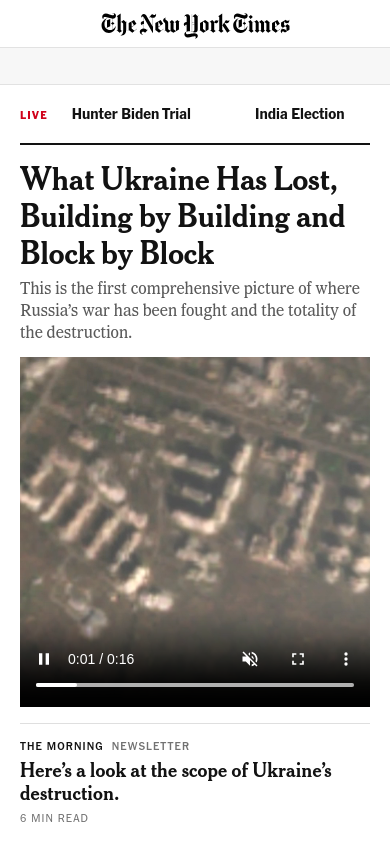 The New York Times
LIVE Hunter Biden Trial India Election
What Ukraine Has Lost,
Building by Building and
Block by Block
This is the first comprehensive picture of where
Russia’s war has been fought and the totality of
the destruction.
0:01 / 0:16
THE MORNING NEWSLETTER
Here’s a look at the scope of Ukraine’s
destruction.
6 MIN READ